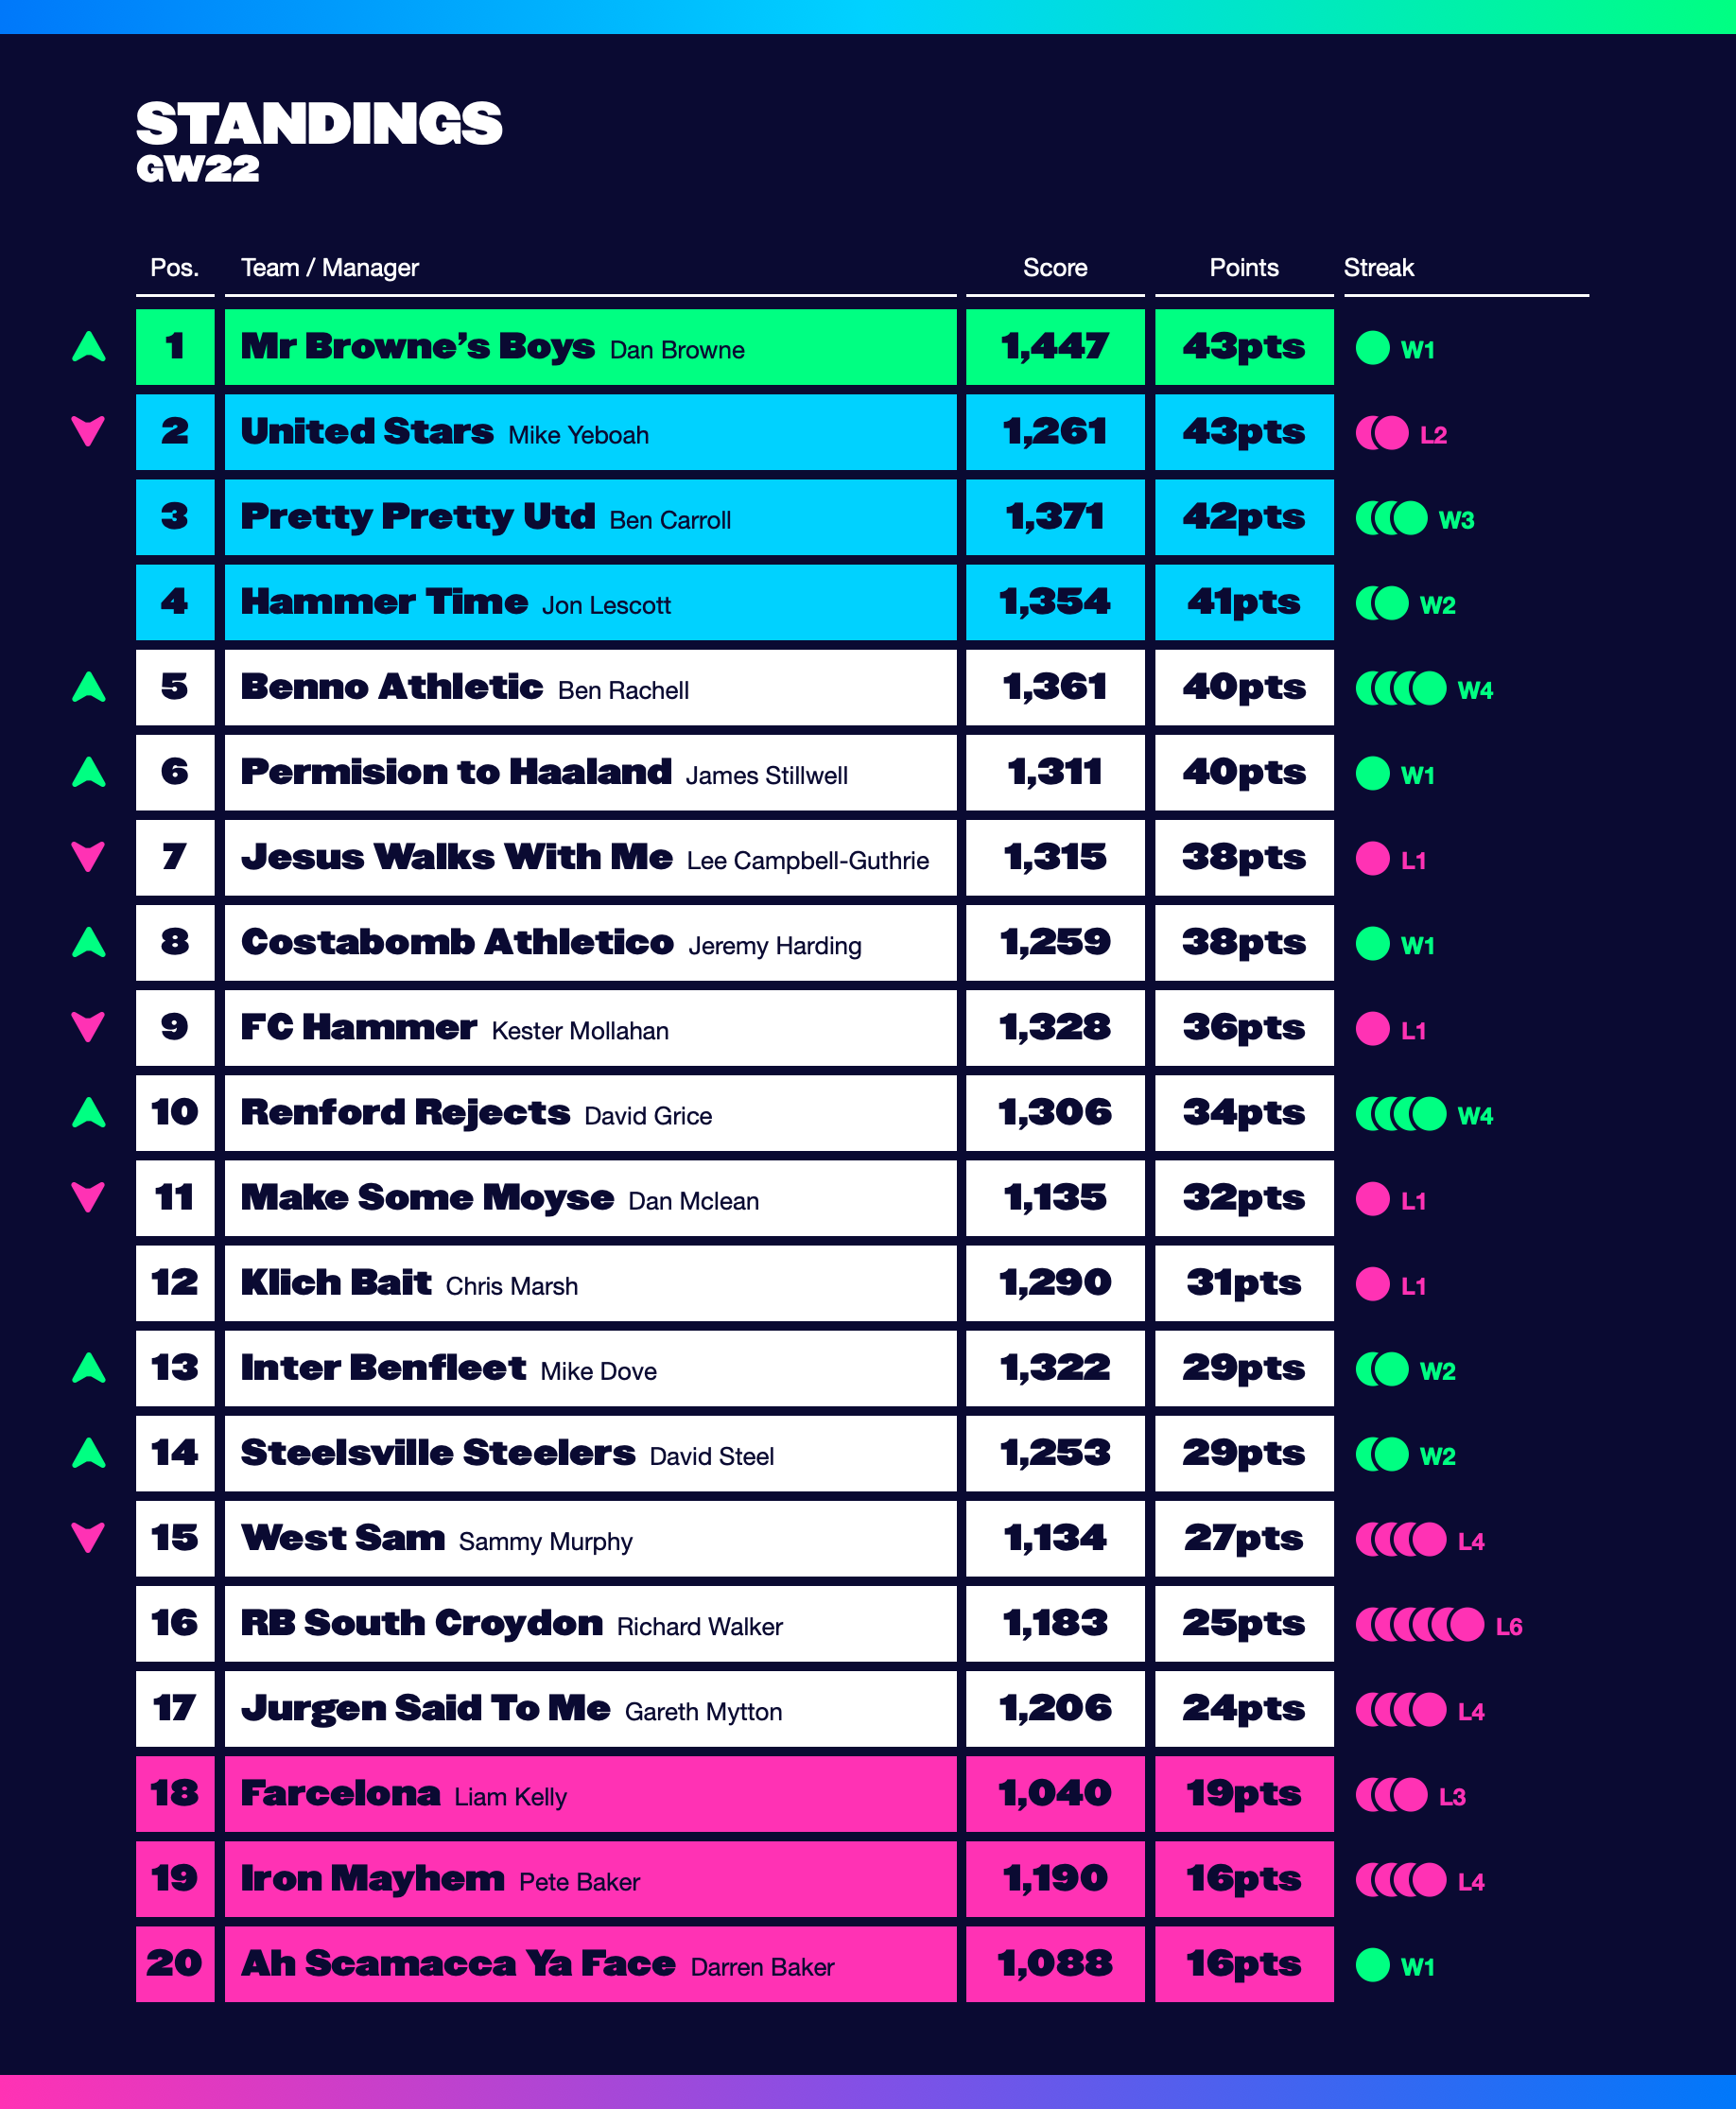 STANDINGS
GW22
Pos. Team / Manager Score Points Streak
1 Mr Browne’s Boys Dan Browne 1,447 43pts W1
2 United Stars Mike Yeboah 1,261 43pts L2
3 Pretty Pretty Utd Ben Carroll 1,371 42pts W3
4 Hammer Time Jon Lescott 1,354 41pts W2
5 Benno Athletic Ben Rachell 1,361 40pts W4
6 Permision to Haaland James Stillwell 1,311 40pts W1
7 Jesus Walks With Me Lee Campbell-Guthrie 1,315 38pts L1
8 Costabomb Athletico Jeremy Harding 1,259 38pts W1
9 FC Hammer Kester Mollahan 1,328 36pts L1
10 Renford Rejects David Grice 1,306 34pts W4
11 Make Some Moyse Dan Mclean 1,135 32pts L1
12 Klich Bait Chris Marsh 1,290 31pts L1
13 Inter Benfleet Mike Dove 1,322 29pts W2
14 Steelsville Steelers David Steel 1,253 29pts W2
15 West Sam Sammy Murphy 1,134 27pts L4
16 RB South Croydon Richard Walker 1,183 25pts L6
17 Jurgen Said To Me Gareth Mytton 1,206 24pts L4
18 Farcelona Liam Kelly 1,040 19pts L3
19 Iron Mayhem Pete Baker 1,190 16pts L4
20 Ah Scamacca Ya Face Darren Baker 1,088 16pts W1